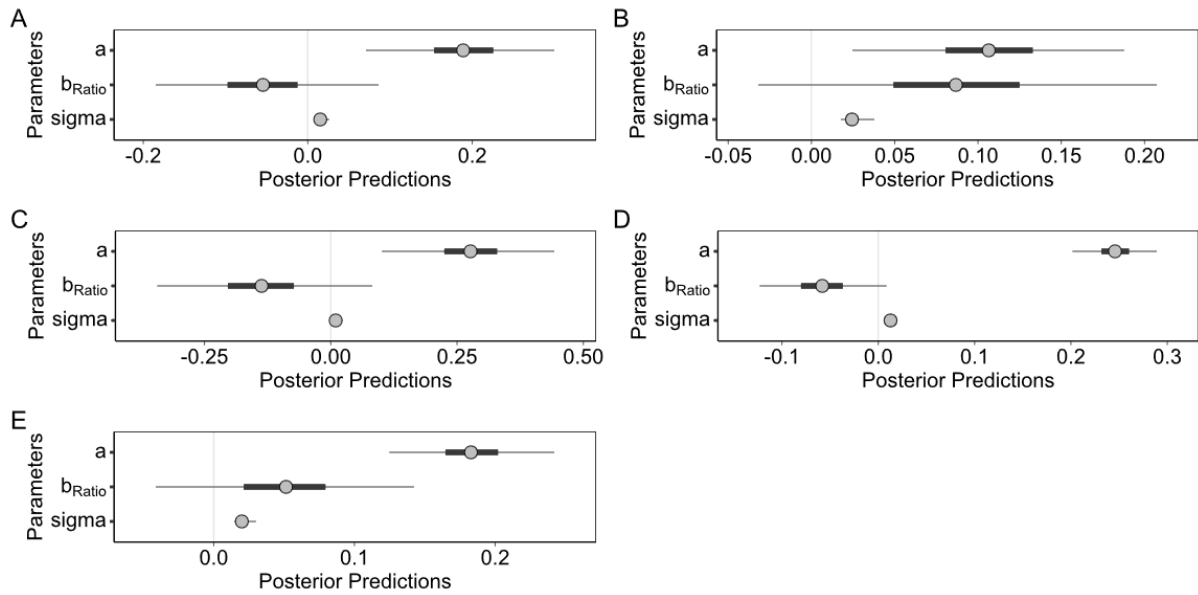 A
Parameters
a
bRatio
sigma
-0.2 0.0 0.2
Posterior Predictions
B
Parameters
a
bRatio
sigma
-0.05 0.00 0.05 0.10 0.15 0.20
Posterior Predictions
C
Parameters
a
bRatio
sigma
-0.25 0.00 0.25 0.50
Posterior Predictions
D
Parameters
a
bRatio
sigma
-0.1 0.0 0.1 0.2 0.3
Posterior Predictions
E
Parameters
a
bRatio
sigma
0.0 0.1 0.2
Posterior Predictions